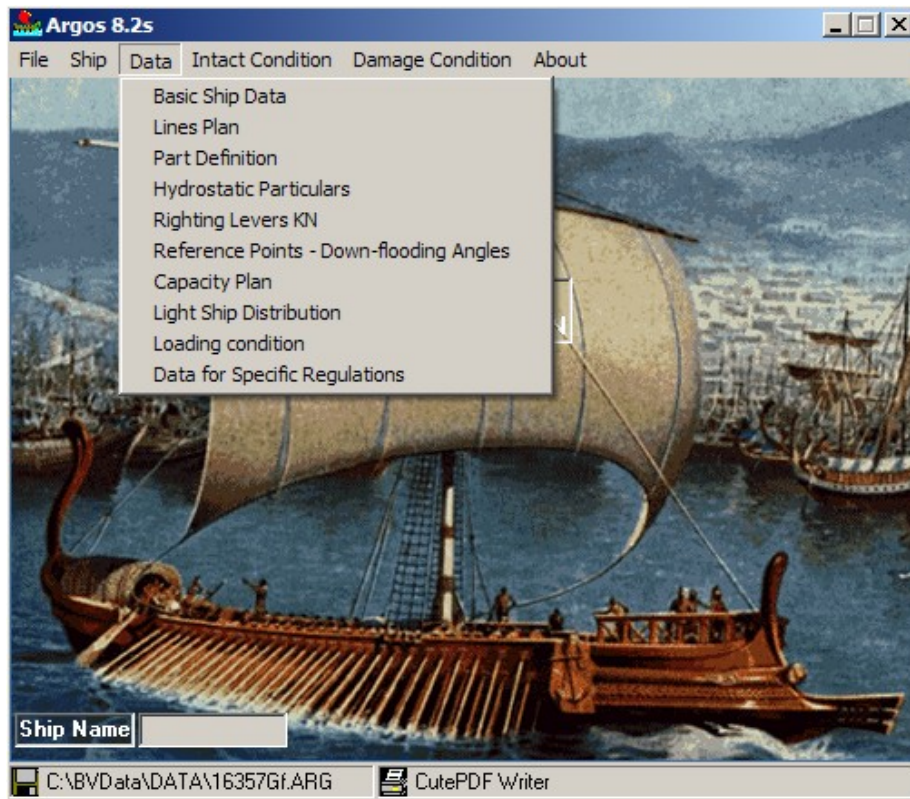 Argos 8.2s
File Ship Data Intact Condition Damage Condition About
Basic Ship Data
Lines Plan
Part Definition
Hydrostatic Particulars
Righting Levers KN
Reference Points - Down-flooding Angles
Capacity Plan
Light Ship Distribution
Loading condition
Data for Specific Regulations
Ship Name
C:\BVData\DATA\16357Gf.ARG CutePDF Writer